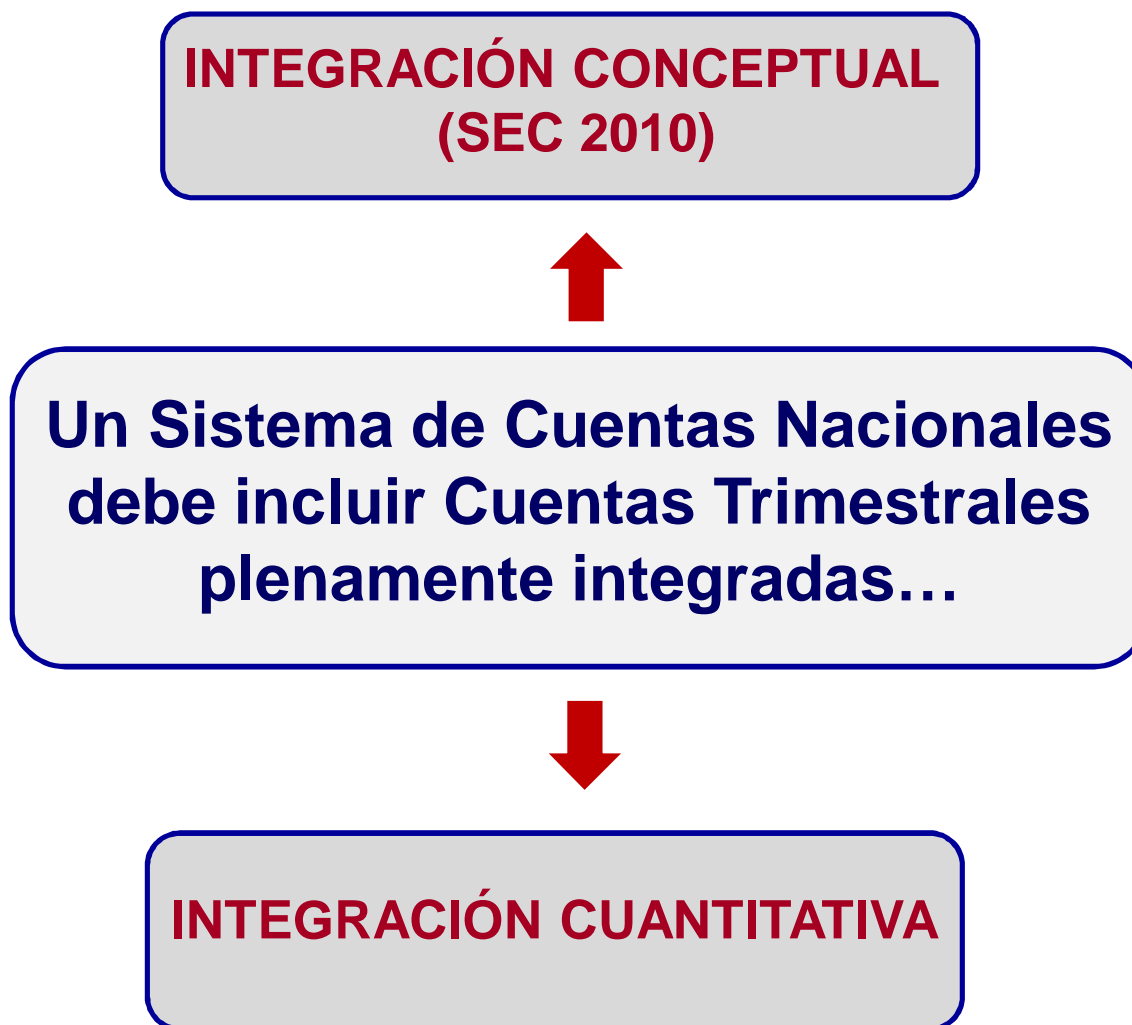 INTEGRACIÓN CONCEPTUAL
(SEC 2010)
Un Sistema de Cuentas Nacionales
debe incluir Cuentas Trimestrales
plenamente integradas…
INTEGRACIÓN CUANTITATIVA